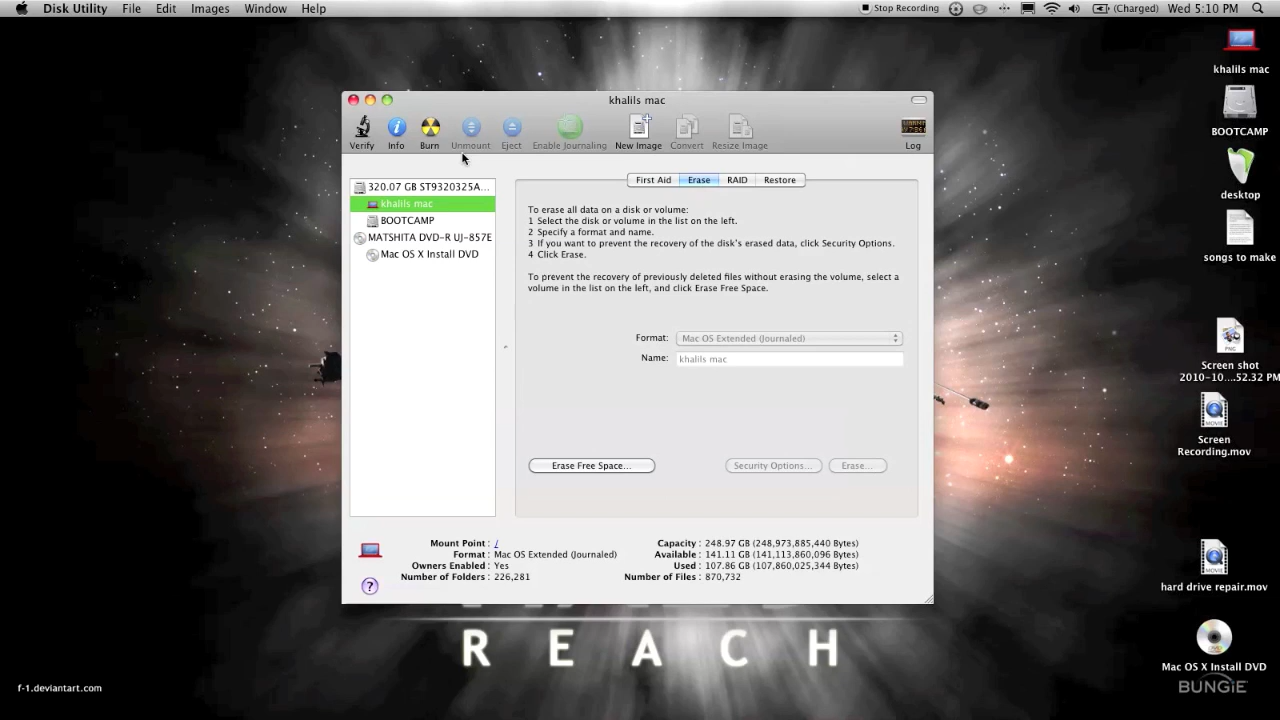 Disk Utility File Edit Images Window Help
Stop Recording (Charged) Wed 5:10 PM
khalils mac
Verify Info Burn Unmount Eject Enable Journaling New Image Convert Resize Image Log
320.07 GB ST9320325A...
khalils mac
BOOTCAMP
MATSHITA DVD-R UJ-857E
Mac OS X Install DVD
First Aid Erase RAID Restore
To erase all data on a disk or volume:
1 Select the disk or volume in the list on the left.
2 Specify a format and name.
3 If you want to prevent the recovery of the disk's erased data, click Security Options.
4 Click Erase.
To prevent the recovery of previously deleted files without erasing the volume, select a
volume in the list on the left, and click Erase Free Space.
Format: Mac OS Extended (Journaled)
Name: khalils mac
Erase Free Space... Security Options... Erase...
Mount Point : / Capacity : 248.97 GB (248,973,885,440 Bytes)
Format : Mac OS Extended (Journaled) Available : 141.11 GB (141,113,860,096 Bytes)
Owners Enabled : Yes Used : 107.86 GB (107,860,025,344 Bytes)
Number of Folders : 226,281 Number of Files : 870,732
?
khalils mac
BOOTCAMP
desktop
songs to make
PNC
Screen shot
2010-10...52.32 PM
MOVIE
Screen
Recording.mov
MOVIE
hard drive repair.mov
Mac OS X Install DVD
REACH
BUNGIE
f-1.deviantart.com